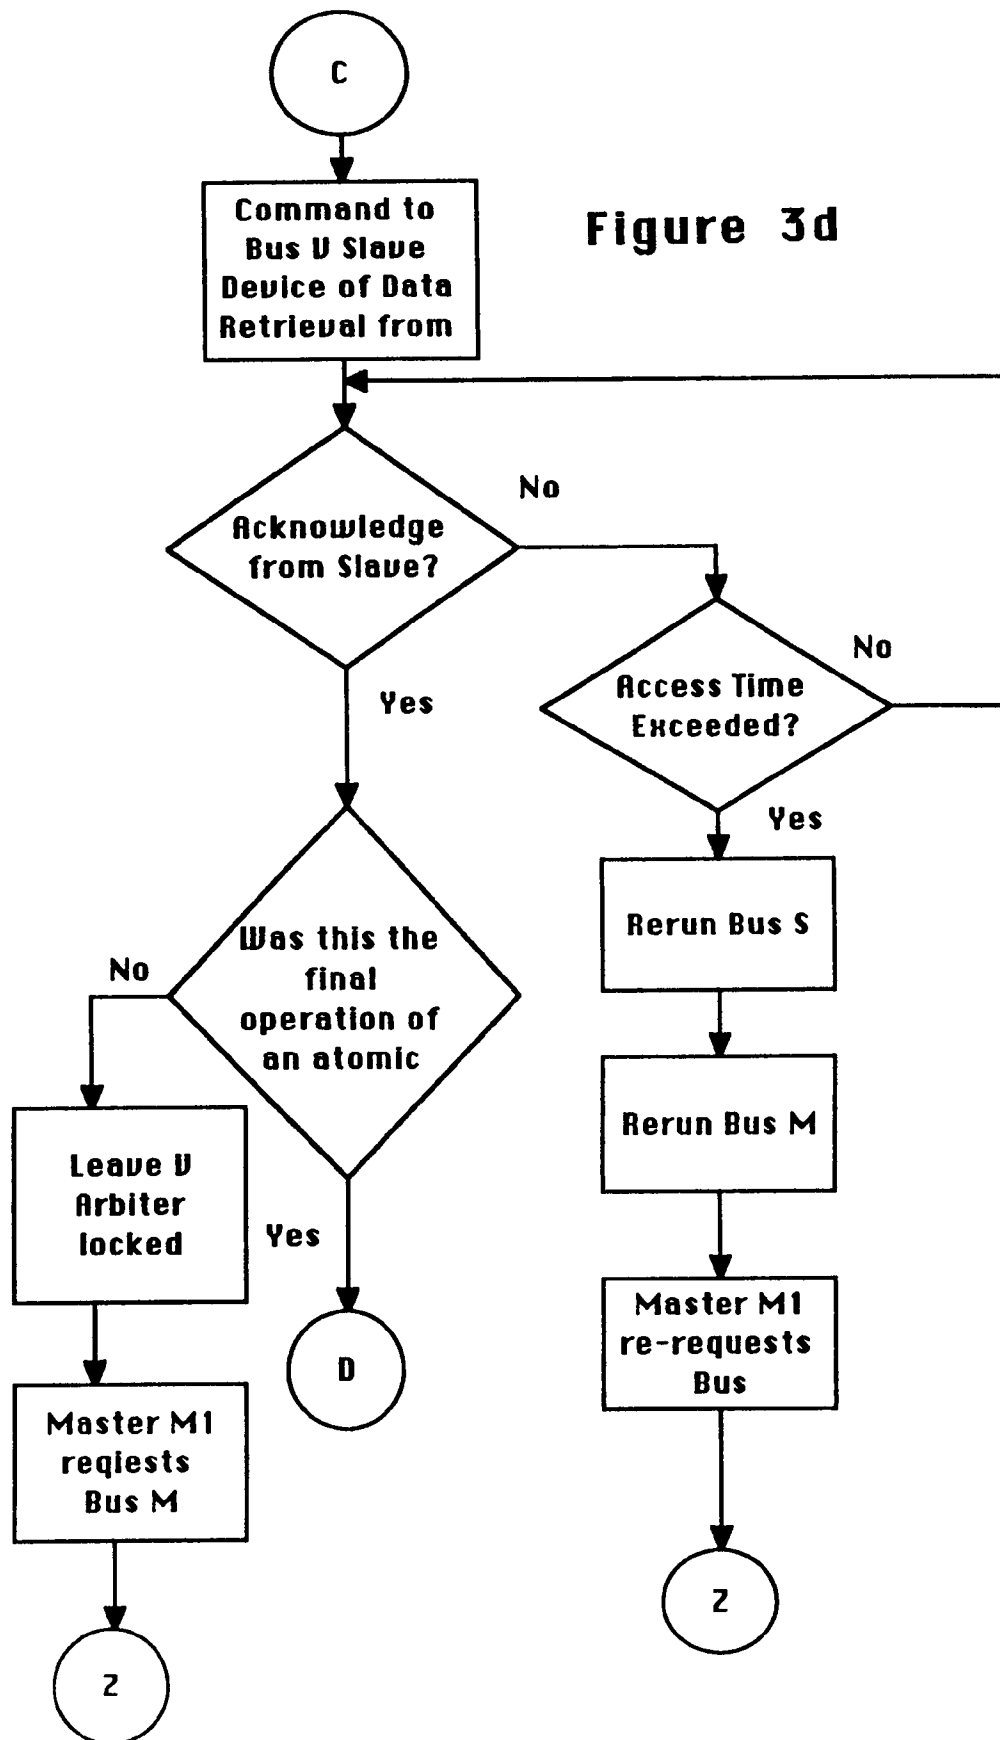 C
Command to
Bus V Slave
Device of Data
Retrieval from
Figure 3d
Acknowledge
from Slave?
No
Yes
Access Time
Exceeded?
No
Yes
Rerun Bus S
Rerun Bus M
Master M1
re-requests
Bus
Z
Was this the
final
operation of
an atomic
No
Yes
Leave V
Arbiter
locked
D
Master M1
reqiests
Bus M
Z